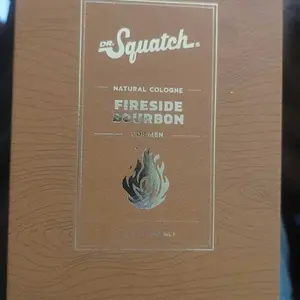 DR. Squatch®
NATURAL COLOGNE
FIRESIDE
BOURBON
FOR MEN